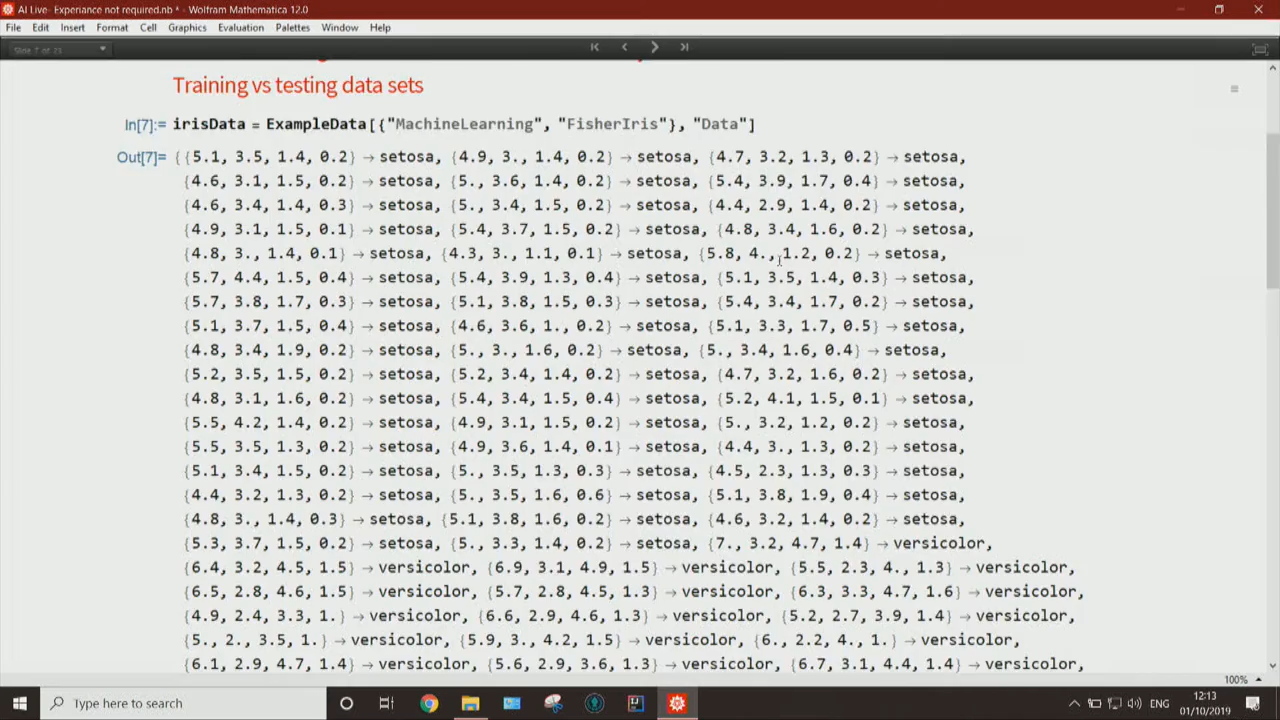 AI Live- Experiance not required.nb * - Wolfram Mathematica 12.0
File Edit Insert Format Cell Graphics Evaluation Palettes Window Help
Training vs testing data sets
In[7]:= irisData = ExampleData[{"MachineLearning", "FisherIris"}, "Data"]
Out[7]= {{5.1, 3.5, 1.4, 0.2} → setosa, {4.9, 3., 1.4, 0.2} → setosa, {4.7, 3.2, 1.3, 0.2} → setosa,
{4.6, 3.1, 1.5, 0.2} → setosa, {5., 3.6, 1.4, 0.2} → setosa, {5.4, 3.9, 1.7, 0.4} → setosa,
{4.6, 3.4, 1.4, 0.3} → setosa, {5., 3.4, 1.5, 0.2} → setosa, {4.4, 2.9, 1.4, 0.2} → setosa,
{4.9, 3.1, 1.5, 0.1} → setosa, {5.4, 3.7, 1.5, 0.2} → setosa, {4.8, 3.4, 1.6, 0.2} → setosa,
{4.8, 3., 1.4, 0.1} → setosa, {4.3, 3., 1.1, 0.1} → setosa, {5.8, 4., 1.2, 0.2} → setosa,
{5.7, 4.4, 1.5, 0.4} → setosa, {5.4, 3.9, 1.3, 0.4} → setosa, {5.1, 3.5, 1.4, 0.3} → setosa,
{5.7, 3.8, 1.7, 0.3} → setosa, {5.1, 3.8, 1.5, 0.3} → setosa, {5.4, 3.4, 1.7, 0.2} → setosa,
{5.1, 3.7, 1.5, 0.4} → setosa, {4.6, 3.6, 1., 0.2} → setosa, {5.1, 3.3, 1.7, 0.5} → setosa,
{4.8, 3.4, 1.9, 0.2} → setosa, {5., 3., 1.6, 0.2} → setosa, {5., 3.4, 1.6, 0.4} → setosa,
{5.2, 3.5, 1.5, 0.2} → setosa, {5.2, 3.4, 1.4, 0.2} → setosa, {4.7, 3.2, 1.6, 0.2} → setosa,
{4.8, 3.1, 1.6, 0.2} → setosa, {5.4, 3.4, 1.5, 0.4} → setosa, {5.2, 4.1, 1.5, 0.1} → setosa,
{5.5, 4.2, 1.4, 0.2} → setosa, {4.9, 3.1, 1.5, 0.2} → setosa, {5., 3.2, 1.2, 0.2} → setosa,
{5.5, 3.5, 1.3, 0.2} → setosa, {4.9, 3.6, 1.4, 0.1} → setosa, {4.4, 3., 1.3, 0.2} → setosa,
{5.1, 3.4, 1.5, 0.2} → setosa, {5., 3.5, 1.3, 0.3} → setosa, {4.5, 2.3, 1.3, 0.3} → setosa,
{4.4, 3.2, 1.3, 0.2} → setosa, {5., 3.5, 1.6, 0.6} → setosa, {5.1, 3.8, 1.9, 0.4} → setosa,
{4.8, 3., 1.4, 0.3} → setosa, {5.1, 3.8, 1.6, 0.2} → setosa, {4.6, 3.2, 1.4, 0.2} → setosa,
{5.3, 3.7, 1.5, 0.2} → setosa, {5., 3.3, 1.4, 0.2} → setosa, {7., 3.2, 4.7, 1.4} → versicolor,
{6.4, 3.2, 4.5, 1.5} → versicolor, {6.9, 3.1, 4.9, 1.5} → versicolor, {5.5, 2.3, 4., 1.3} → versicolor,
{6.5, 2.8, 4.6, 1.5} → versicolor, {5.7, 2.8, 4.5, 1.3} → versicolor, {6.3, 3.3, 4.7, 1.6} → versicolor,
{4.9, 2.4, 3.3, 1.} → versicolor, {6.6, 2.9, 4.6, 1.3} → versicolor, {5.2, 2.7, 3.9, 1.4} → versicolor,
{5., 2., 3.5, 1.} → versicolor, {5.9, 3., 4.2, 1.5} → versicolor, {6., 2.2, 4., 1.} → versicolor,
{6.1, 2.9, 4.7, 1.4} → versicolor, {5.6, 2.9, 3.6, 1.3} → versicolor, {6.7, 3.1, 4.4, 1.4} → versicolor,
100%
Type here to search
ENG
12:13
01/10/2019